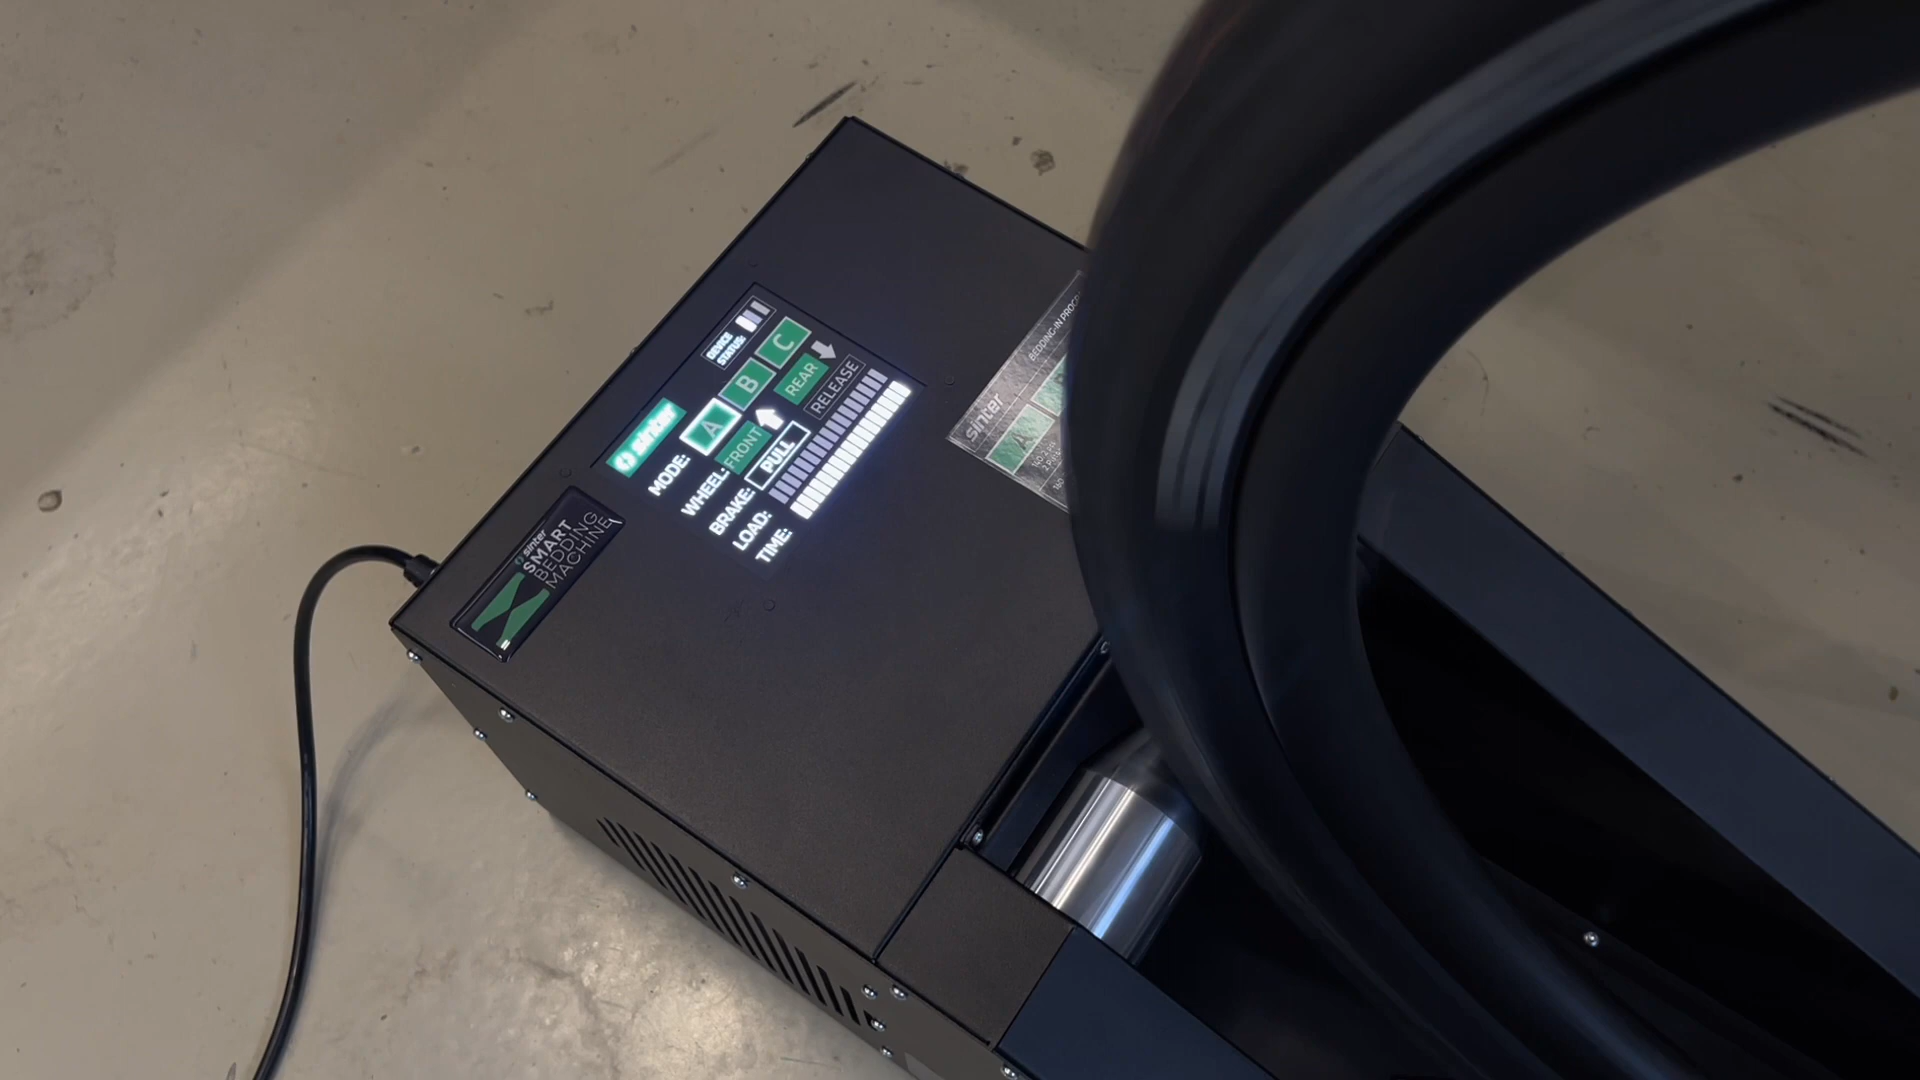 DEVICE
STATUS:
sinter
MODE: A B C
WHEEL: FRONT REAR
BRAKE: PULL RELEASE
LOAD:
TIME:
sinter
SMART
BEDDING
MACHINE
sinter
BEDDING-IN
A